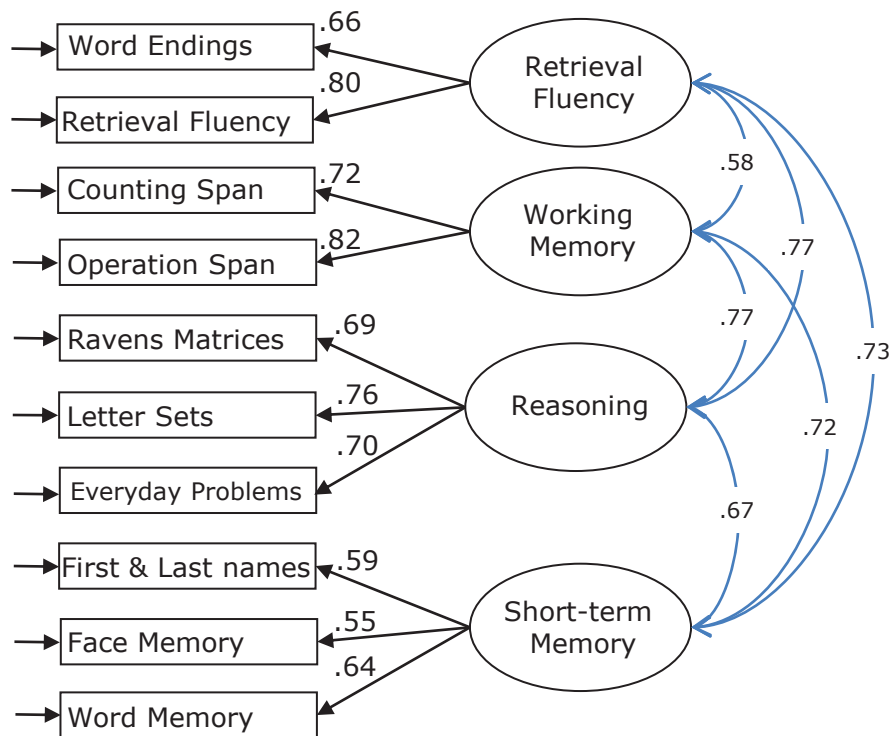 .66
Word Endings
Retrieval
Fluency
.80
Retrieval Fluency
.58
.72
Counting Span
Working
Memory
.82
Operation Span
.77
.77
.69
Ravens Matrices
.73
.76
Letter Sets
Reasoning
.72
.70
Everyday Problems
.67
.59
First & Last names
Short-term
Memory
.55
Face Memory
.64
Word Memory